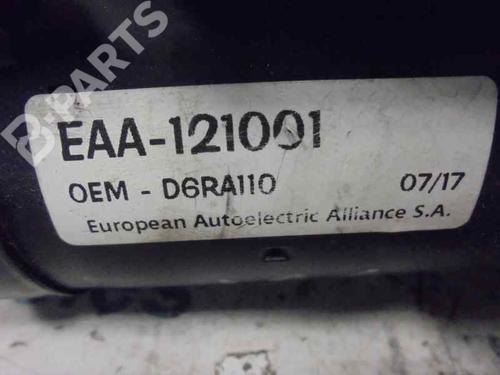 B-PARTS
EAA-121001
OEM - D6RA110 07/17
European Autoelectric Alliance S.A.